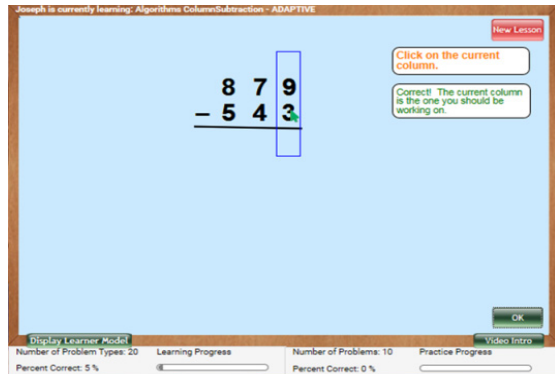 Joseph is currently learning: Algorithms ColumnSubtraction - ADAPTIVE
New Lesson
Click on the current
column.
8 7 9
– 5 4 3
Correct! The current column
is the one you should be
working on.
OK
Display Learner Model
Video Intro
Number of Problem Types: 20 Learning Progress Number of Problems: 10 Practice Progress
Percent Correct: 5 % Percent Correct: 0 %